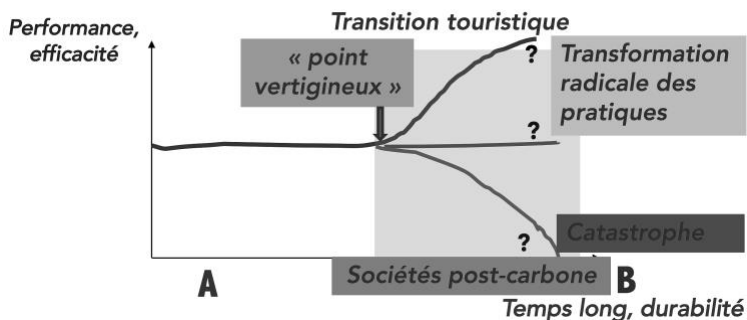 Transition touristique
Performance,
efficacité
« point
vertigineux »
?
Transformation
radicale des
pratiques
?
?
Catastrophe
Sociétés post-carbone
A
B
Temps long, durabilité